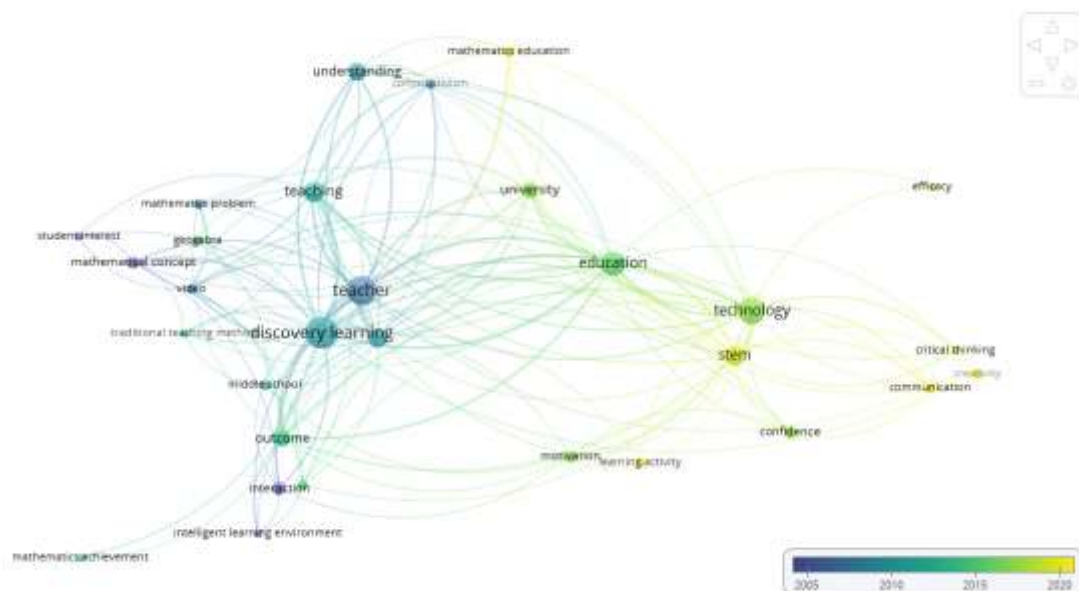 mathematics education
understanding
constructivism
teaching
university
efficacy
mathematics problem
student interest
geogebra
mathematical concept
education
video
teacher
technology
traditional teaching method
discovery learning
stem
critical thinking
creativity
middle school
communication
outcome
confidence
motivation
learning activity
interaction
intelligent learning environment
mathematics achievement
2005
2010
2015
2020